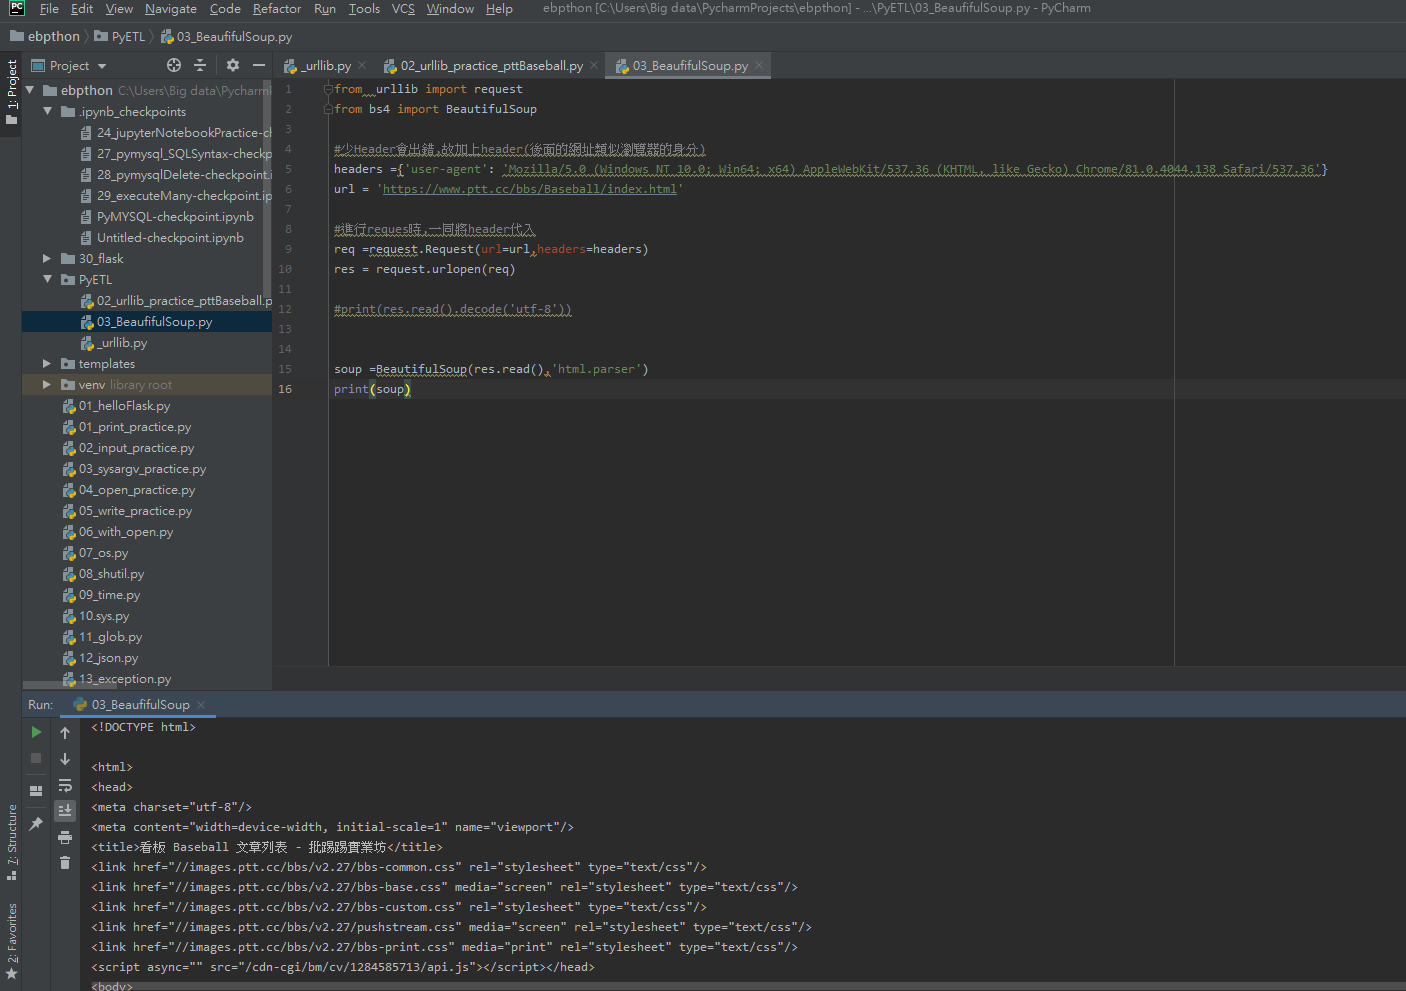 PC File Edit View Navigate Code Refactor Run Tools VCS Window Help ebpthon [C:\Users\Big data\PycharmProjects\ebpthon] - ...\PyETL\03_BeaufifulSoup.py - PyCharm
ebpthon PyETL 03_BeaufifulSoup.py
1: Project
Project
_urllib.py 02_urllib_practice_pttBaseball.py 03_BeaufifulSoup.py
ebpthon C:\Users\Big data\Pycharm
.ipynb_checkpoints
24_jupyterNotebookPractice-ch
27_pymysql_SQLSyntax-checkp
28_pymysqlDelete-checkpoint.i
29_executeMany-checkpoint.ip
PyMYSQL-checkpoint.ipynb
Untitled-checkpoint.ipynb
30_flask
PyETL
02_urllib_practice_pttBaseball.p
03_BeaufifulSoup.py
_urllib.py
templates
venv library root
01_helloFlask.py
01_print_practice.py
02_input_practice.py
03_sysargv_practice.py
04_open_practice.py
05_write_practice.py
06_with_open.py
07_os.py
08_shutil.py
09_time.py
10.sys.py
11_glob.py
12_json.py
13_exception.py
1 from  urllib import request
2 from bs4 import BeautifulSoup
3
4 #少Header會出錯,故加上header(後面的網址類似瀏覽器的身分)
5 headers ={'user-agent': 'Mozilla/5.0 (Windows NT 10.0; Win64; x64) AppleWebKit/537.36 (KHTML, like Gecko) Chrome/81.0.4044.138 Safari/537.36'}
6 url = 'https://www.ptt.cc/bbs/Baseball/index.html'
7
8 #進行reques時,一同將header代入
9 req =request.Request(url=url,headers=headers)
10 res = request.urlopen(req)
11
12 #print(res.read().decode('utf-8'))
13
14
15 soup =BeautifulSoup(res.read(),'html.parser')
16 print(soup)
Run: 03_BeaufifulSoup
7: Structure
2: Favorites
<!DOCTYPE html>
<html>
<head>
<meta charset="utf-8"/>
<meta content="width=device-width, initial-scale=1" name="viewport"/>
<title>看板 Baseball 文章列表 - 批踢踢實業坊</title>
<link href="//images.ptt.cc/bbs/v2.27/bbs-common.css" rel="stylesheet" type="text/css"/>
<link href="//images.ptt.cc/bbs/v2.27/bbs-base.css" media="screen" rel="stylesheet" type="text/css"/>
<link href="//images.ptt.cc/bbs/v2.27/bbs-custom.css" rel="stylesheet" type="text/css"/>
<link href="//images.ptt.cc/bbs/v2.27/pushstream.css" media="screen" rel="stylesheet" type="text/css"/>
<link href="//images.ptt.cc/bbs/v2.27/bbs-print.css" media="print" rel="stylesheet" type="text/css"/>
<script async="" src="/cdn-cgi/bm/cv/1284585713/api.js"></script></head>
<body>